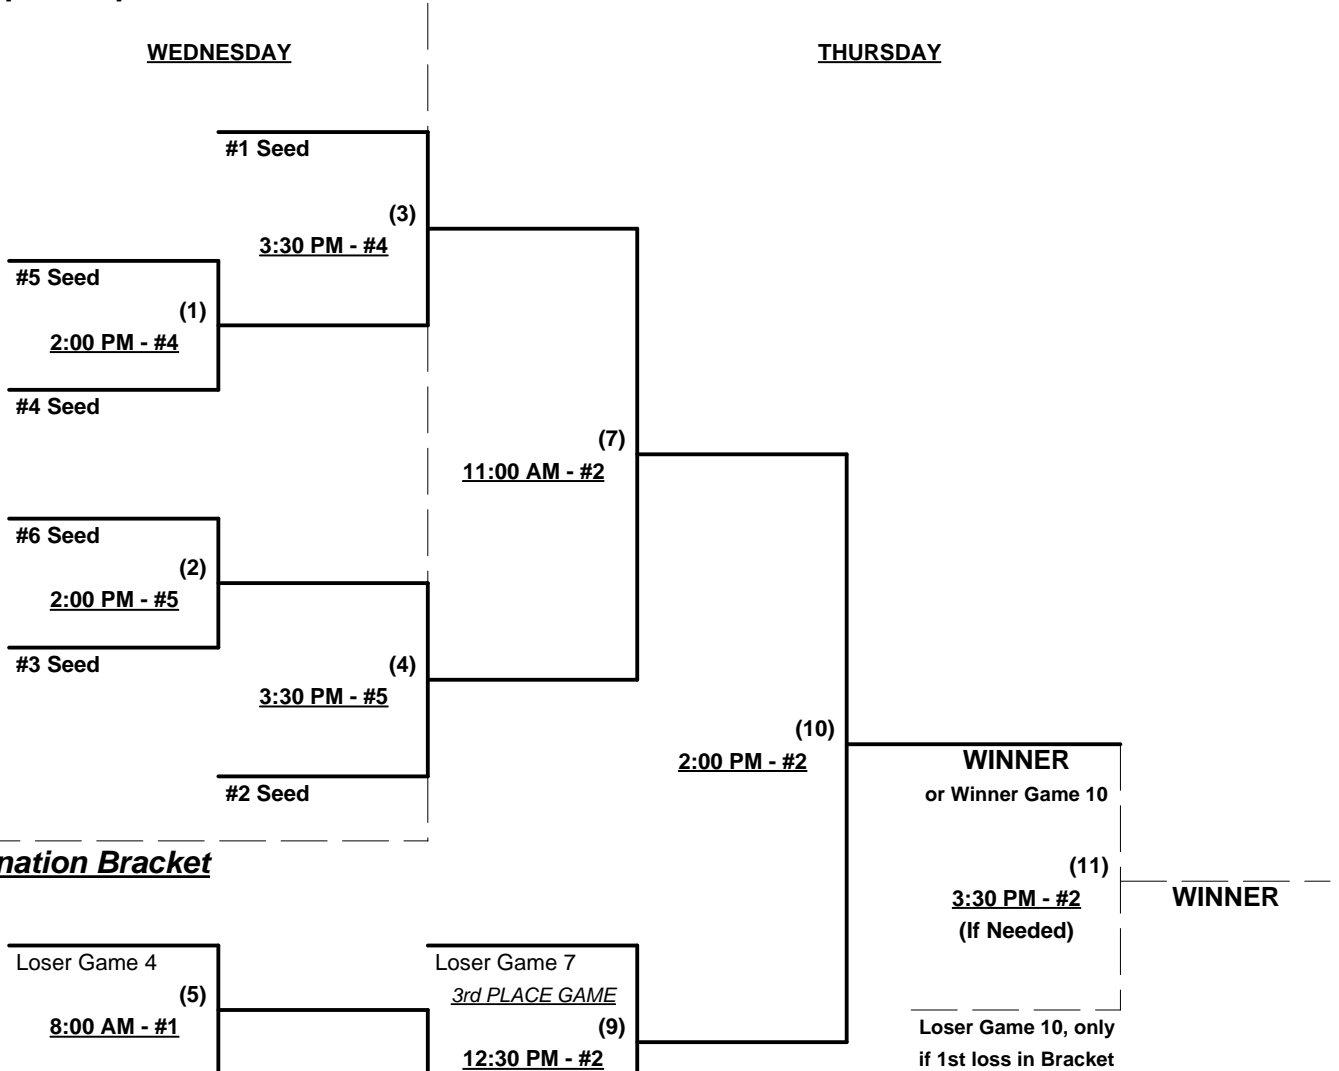 WEDNESDAY
THURSDAY
#1 Seed
(3)
3:30 PM - #4
#5 Seed
(1)
2:00 PM - #4
#4 Seed
(7)
11:00 AM - #2
#6 Seed
(2)
2:00 PM - #5
#3 Seed
(4)
3:30 PM - #5
(10)
2:00 PM - #2
WINNER
#2 Seed
or Winner Game 10
nation Bracket
(11)
3:30 PM - #2
WINNER
(If Needed)
Loser Game 4
Loser Game 7
(5)
3rd PLACE GAME
8:00 AM - #1
(9)
Loser Game 10, only
12:30 PM - #2
if 1st loss in Bracket